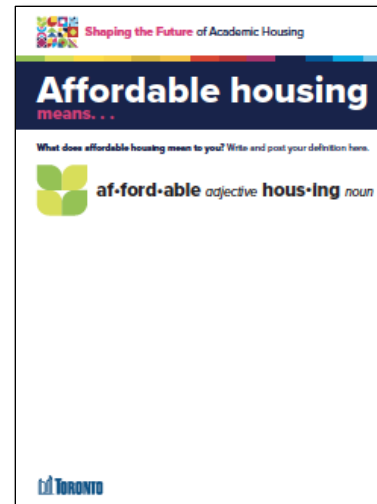 Shaping the Future of Academic Housing
Affordable housing
means. . .
What does affordable housing mean to you? Write and post your definition here.
af•ford•able adjective hous•ing noun
TORONTO